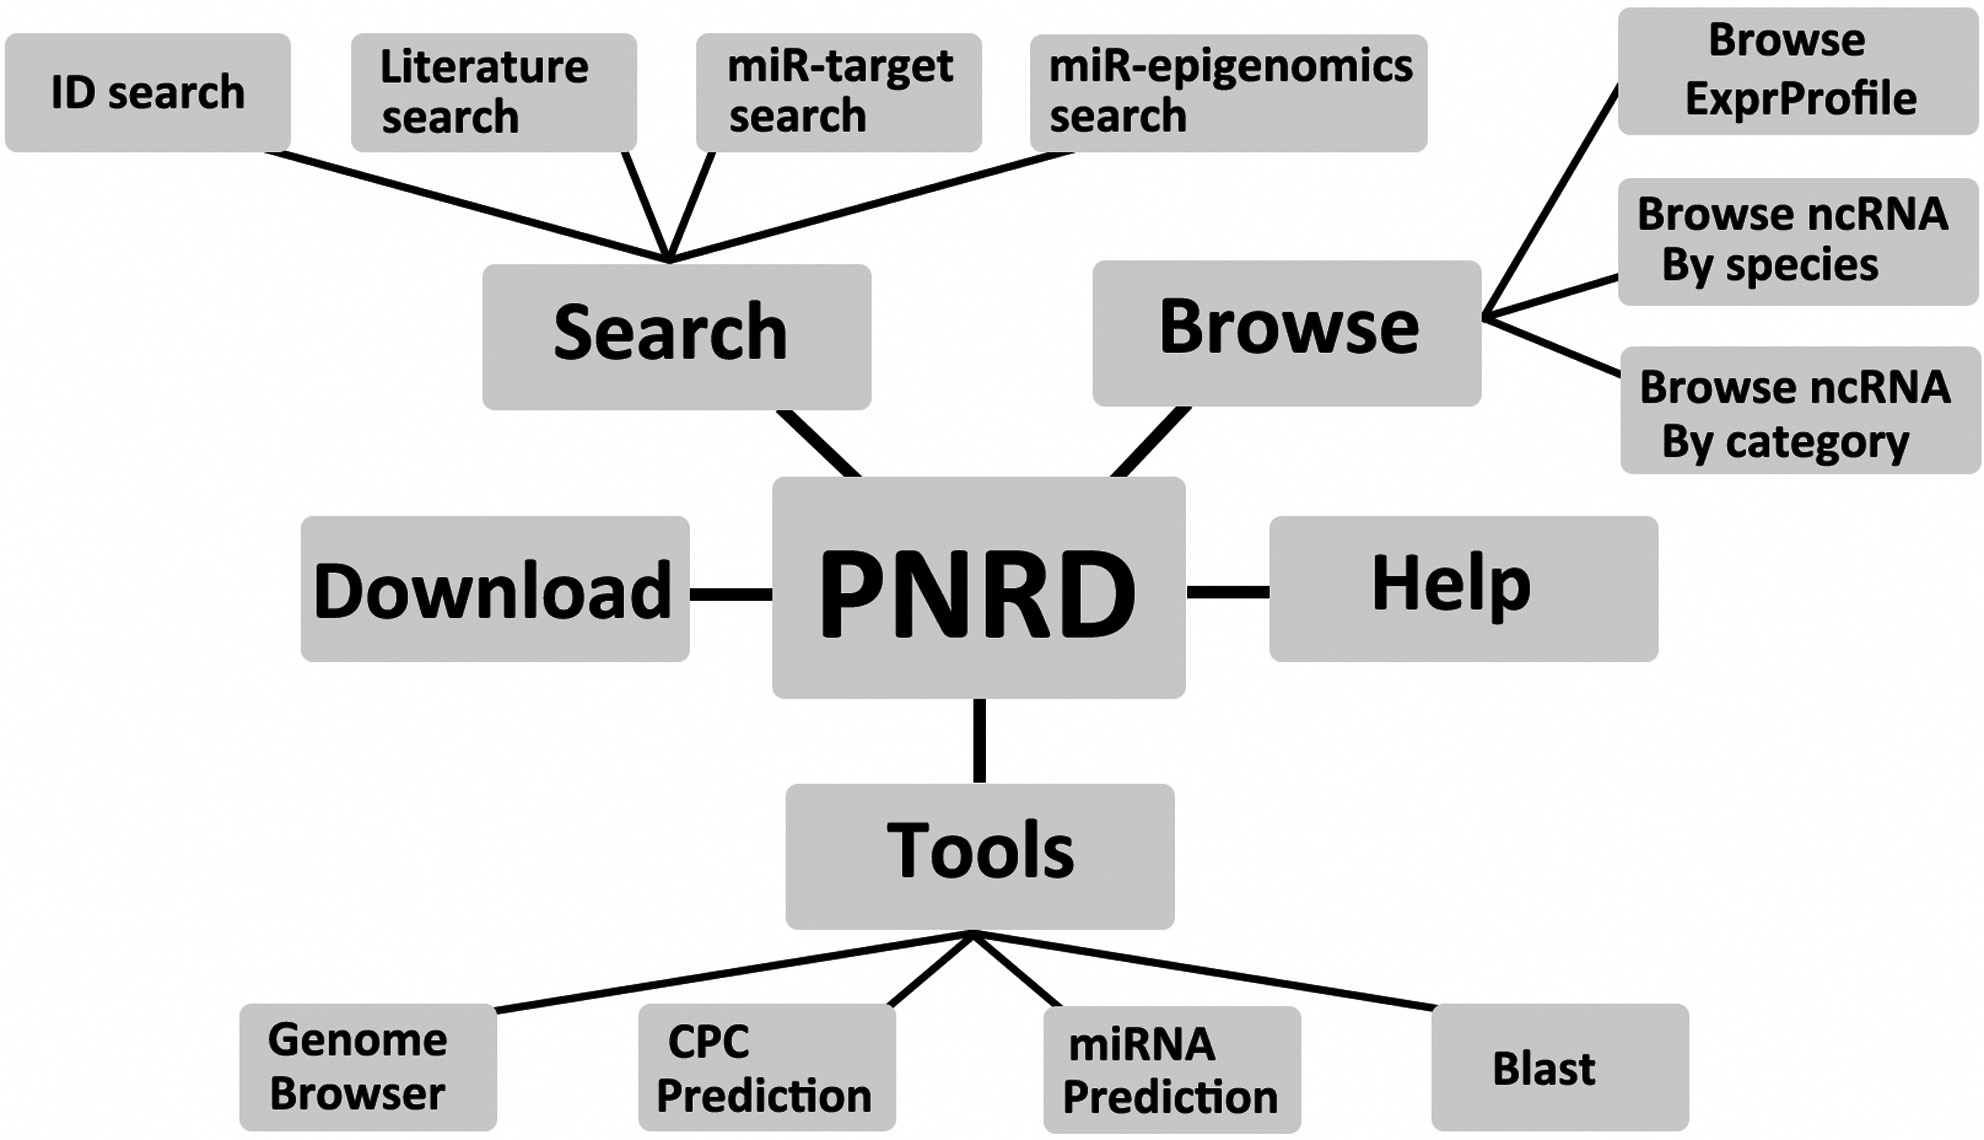 ID search
Literature
search
miR-target
search
miR-epigenomics
search
Browse
ExprProfile
Browse ncRNA
By species
Browse ncRNA
By category
Search
Browse
Download
PNRD
Help
Tools
Genome
Browser
CPC
Prediction
miRNA
Prediction
Blast